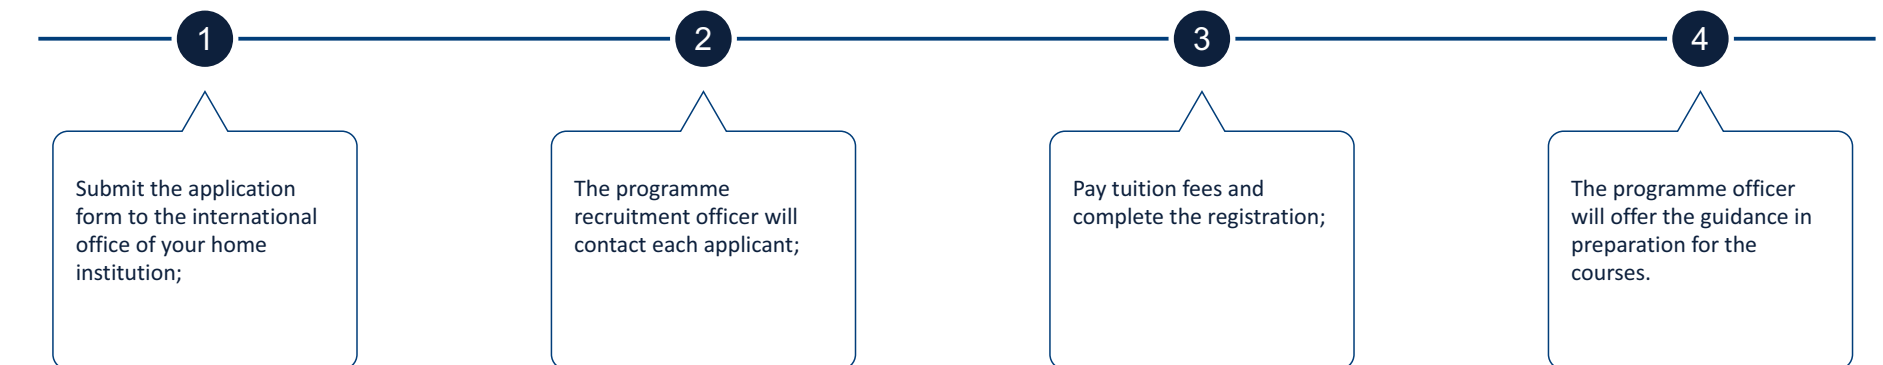 1
2
3
4
Submit the application
form to the international
office of your home
institution;
The programme
recruitment officer will
contact each applicant;
Pay tuition fees and
complete the registration;
The programme officer
will offer the guidance in
preparation for the
courses.